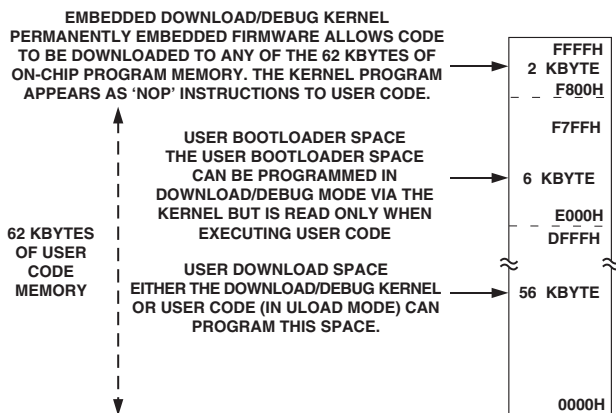 EMBEDDED DOWNLOAD/DEBUG KERNEL
PERMANENTLY EMBEDDED FIRMWARE ALLOWS CODE
TO BE DOWNLOADED TO ANY OF THE 62 KBYTES OF
ON-CHIP PROGRAM MEMORY. THE KERNEL PROGRAM
APPEARS AS ‘NOP’ INSTRUCTIONS TO USER CODE.
FFFFH
2 KBYTE
F800H
USER BOOTLOADER SPACE
THE USER BOOTLOADER SPACE
CAN BE PROGRAMMED IN
DOWNLOAD/DEBUG MODE VIA THE
KERNEL BUT IS READ ONLY WHEN
EXECUTING USER CODE
F7FFH
6 KBYTE
E000H
62 KBYTES
OF USER
CODE
MEMORY
USER DOWNLOAD SPACE
EITHER THE DOWNLOAD/DEBUG KERNEL
OR USER CODE (IN ULOAD MODE) CAN
PROGRAM THIS SPACE.
DFFFH
56 KBYTE
0000H